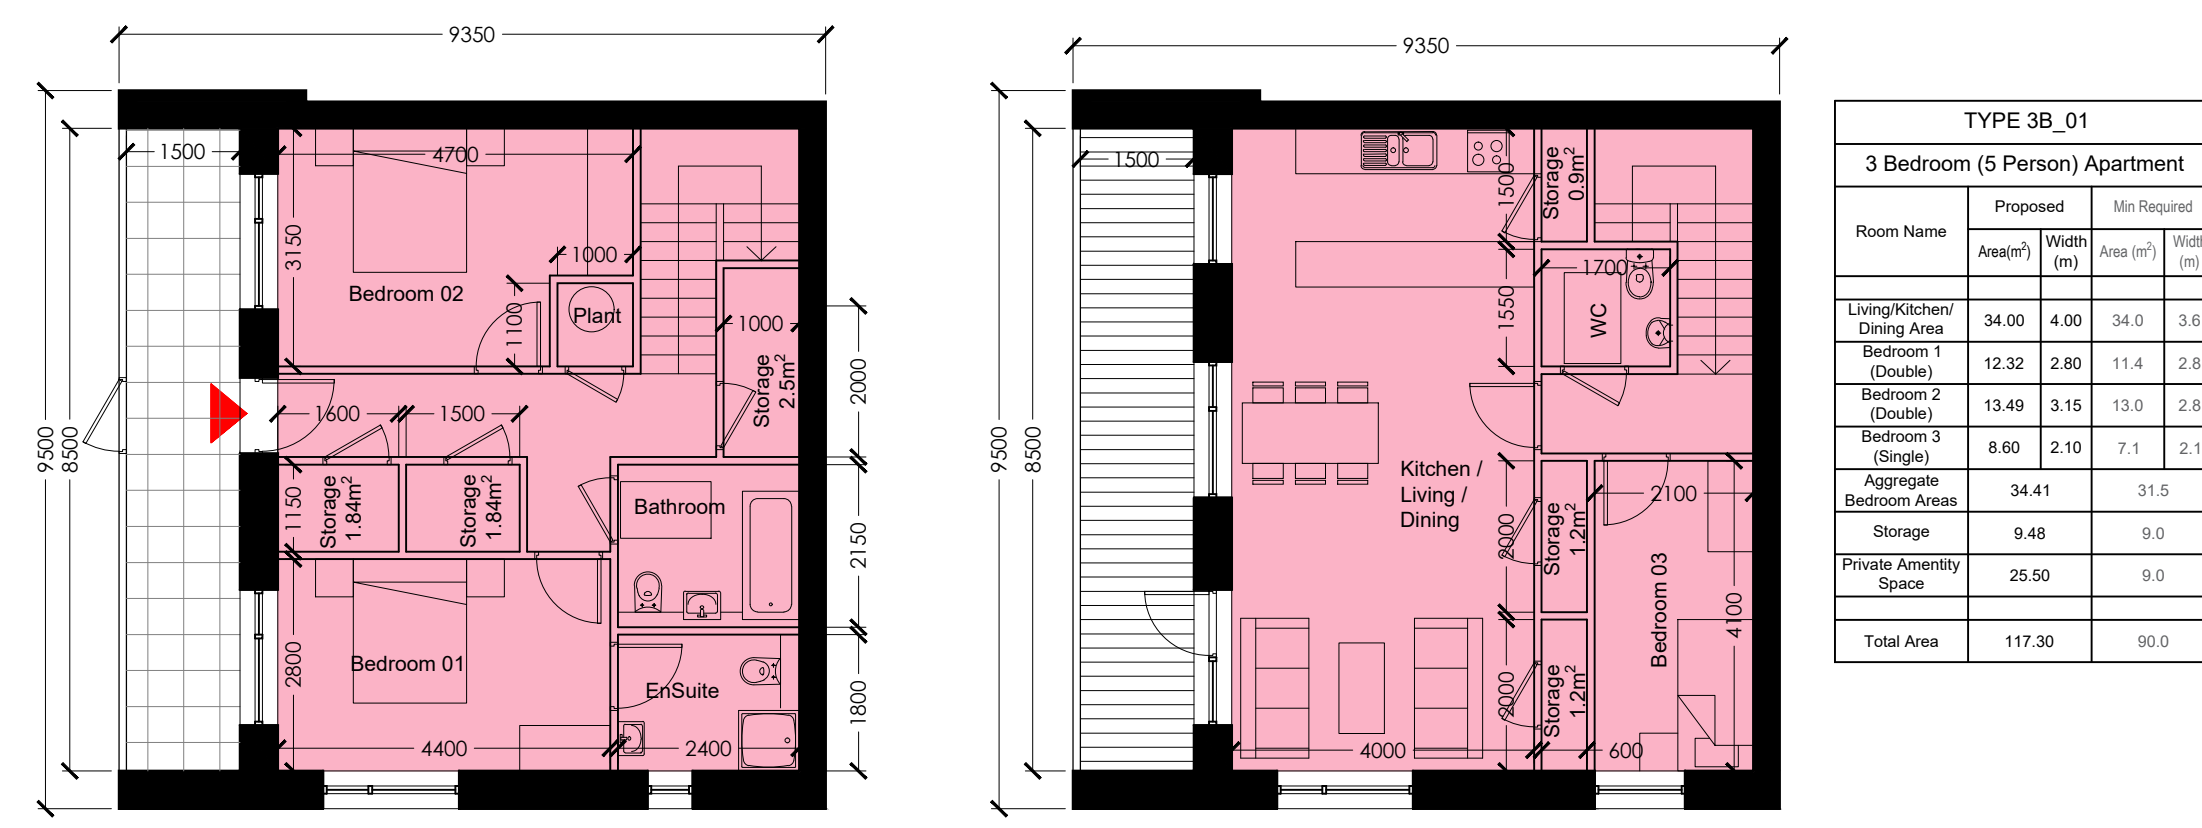 9350
9500
8500
1500
4700
3150
Bedroom 02
1000
1100
Plant
1000
Storage
2.5m²
2000
1600
1500
1150
Storage
1.84m²
Storage
1.84m²
Bathroom
2150
2800
Bedroom 01
EnSuite
1800
4400
2400
9350
9500
8500
1500
1500
Storage
0.9m²
1700
1550
WC
Kitchen /
Living /
Dining
2100
2000
Storage
1.2m²
Bedroom 03
4100
2000
Storage
1.2m²
4000
600
TYPE 3B_01
3 Bedroom (5 Person) Apartment
Room Name
Proposed
Min Required
Area(m²)
Width
(m)
Area (m²)
Width
(m)
Living/Kitchen/
Dining Area
34.00 4.00 34.0 3.6
Bedroom 1
(Double)
12.32 2.80 11.4 2.8
Bedroom 2
(Double)
13.49 3.15 13.0 2.8
Bedroom 3
(Single)
8.60 2.10 7.1 2.1
Aggregate
Bedroom Areas
34.41 31.5
Storage 9.48 9.0
Private Amentity
Space
25.50 9.0
Total Area 117.30 90.0